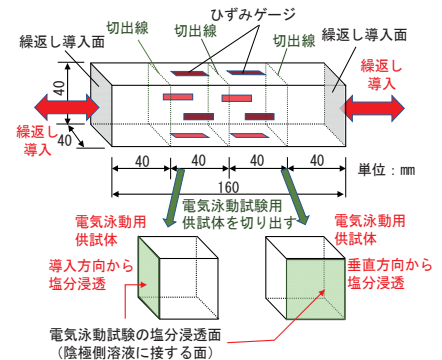 ひずみゲージ
切出線
切出線
切出線
繰返し導入面
繰返し導入面
40
繰返し
導入
繰返し
導入
40
40
40
40
40
160
単位：㎜
電気泳動試験用
供試体を切り出す
電気泳動用
供試体
電気泳動用
供試体
導入方向から
塩分浸透
垂直方向から
塩分浸透
電気泳動試験の塩分浸透面
(陰極側溶液に接する面)